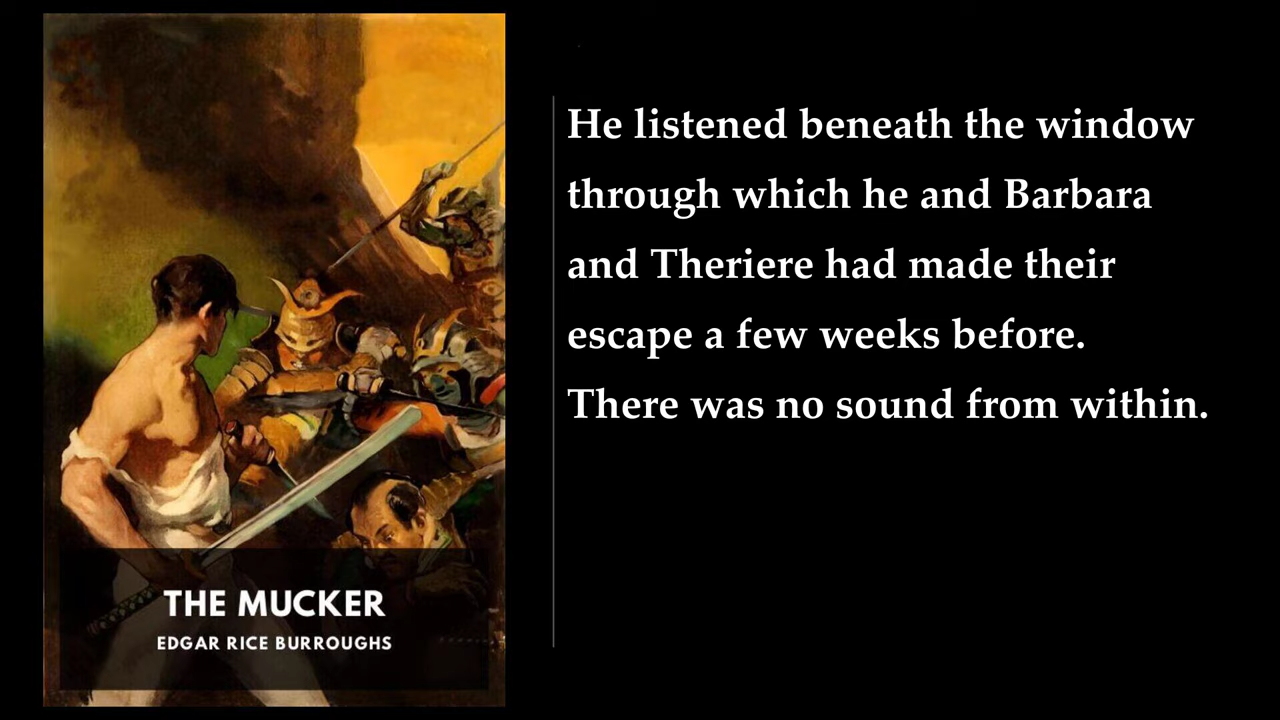 He listened beneath the window
through which he and Barbara
and Theriere had made their
escape a few weeks before.
There was no sound from within.
THE MUCKER
EDGAR RICE BURROUGHS